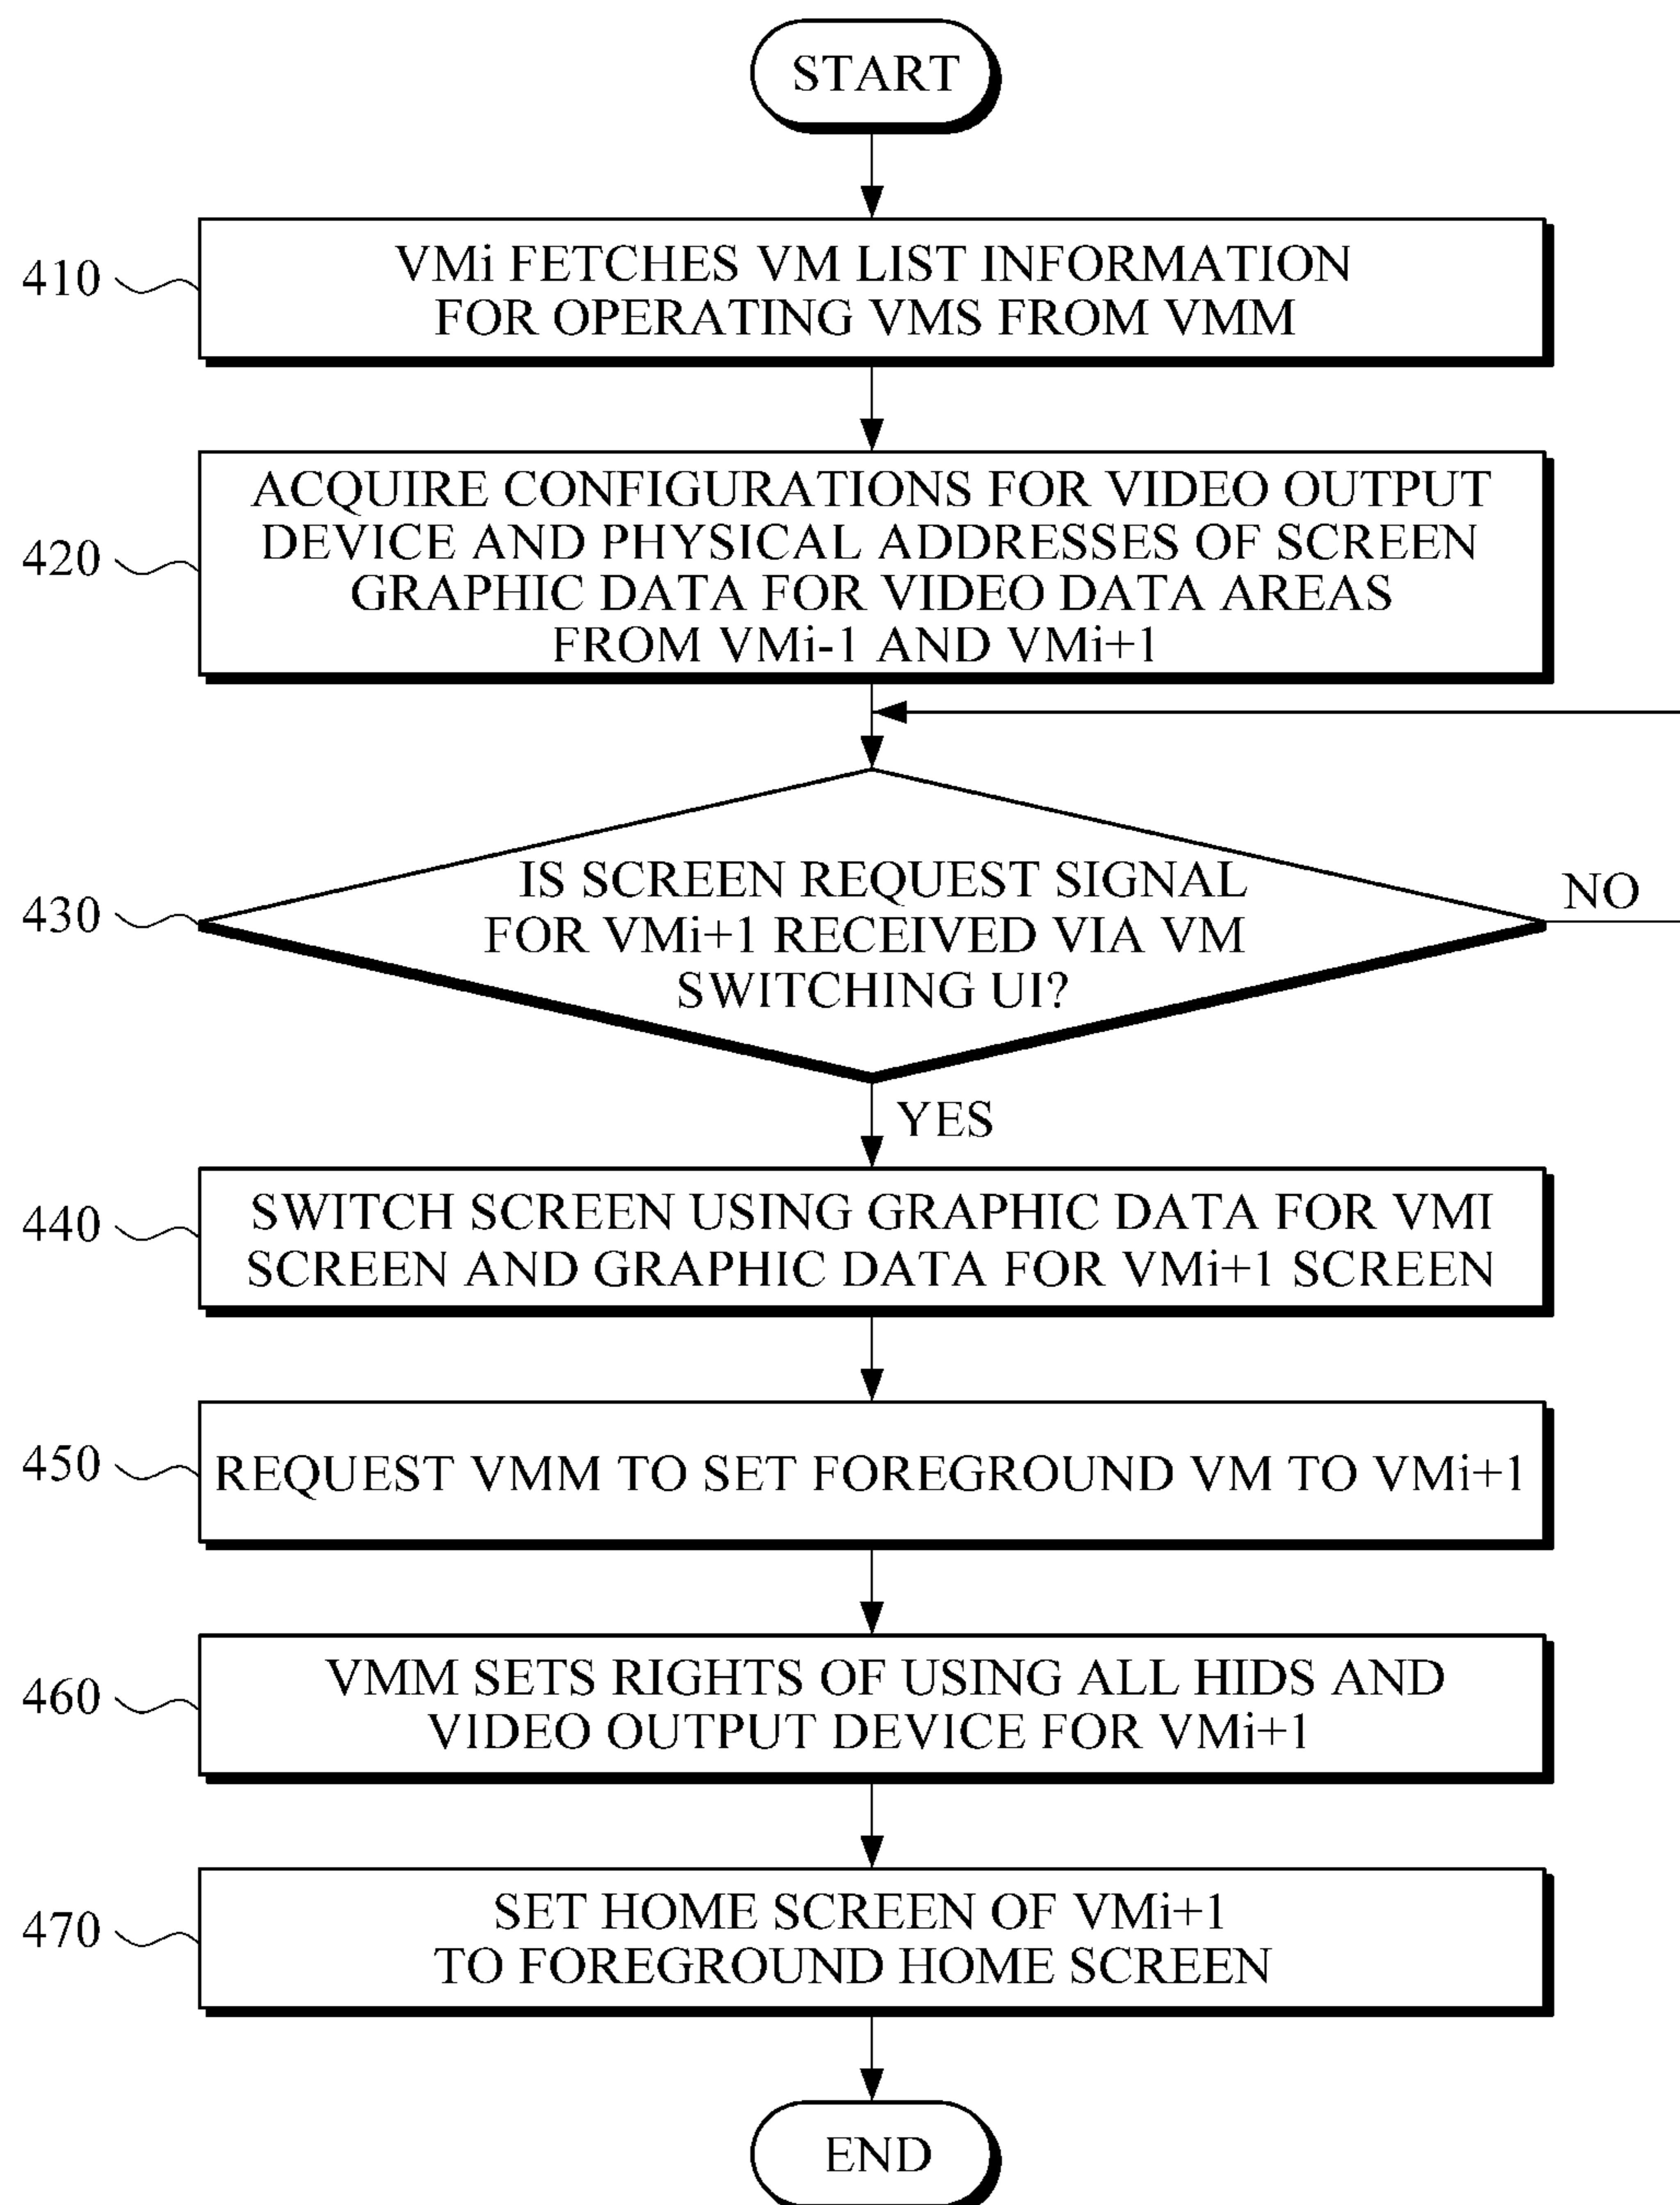 START
410
VMi FETCHES VM LIST INFORMATION
FOR OPERATING VMS FROM VMM
420
ACQUIRE CONFIGURATIONS FOR VIDEO OUTPUT
DEVICE AND PHYSICAL ADDRESSES OF SCREEN
GRAPHIC DATA FOR VIDEO DATA AREAS
FROM VMi-1 AND VMi+1
430
IS SCREEN REQUEST SIGNAL
FOR VMi+1 RECEIVED VIA VM
SWITCHING UI?
NO
YES
440
SWITCH SCREEN USING GRAPHIC DATA FOR VMI
SCREEN AND GRAPHIC DATA FOR VMi+1 SCREEN
450
REQUEST VMM TO SET FOREGROUND VM TO VMi+1
460
VMM SETS RIGHTS OF USING ALL HIDS AND
VIDEO OUTPUT DEVICE FOR VMi+1
470
SET HOME SCREEN OF VMi+1
TO FOREGROUND HOME SCREEN
END